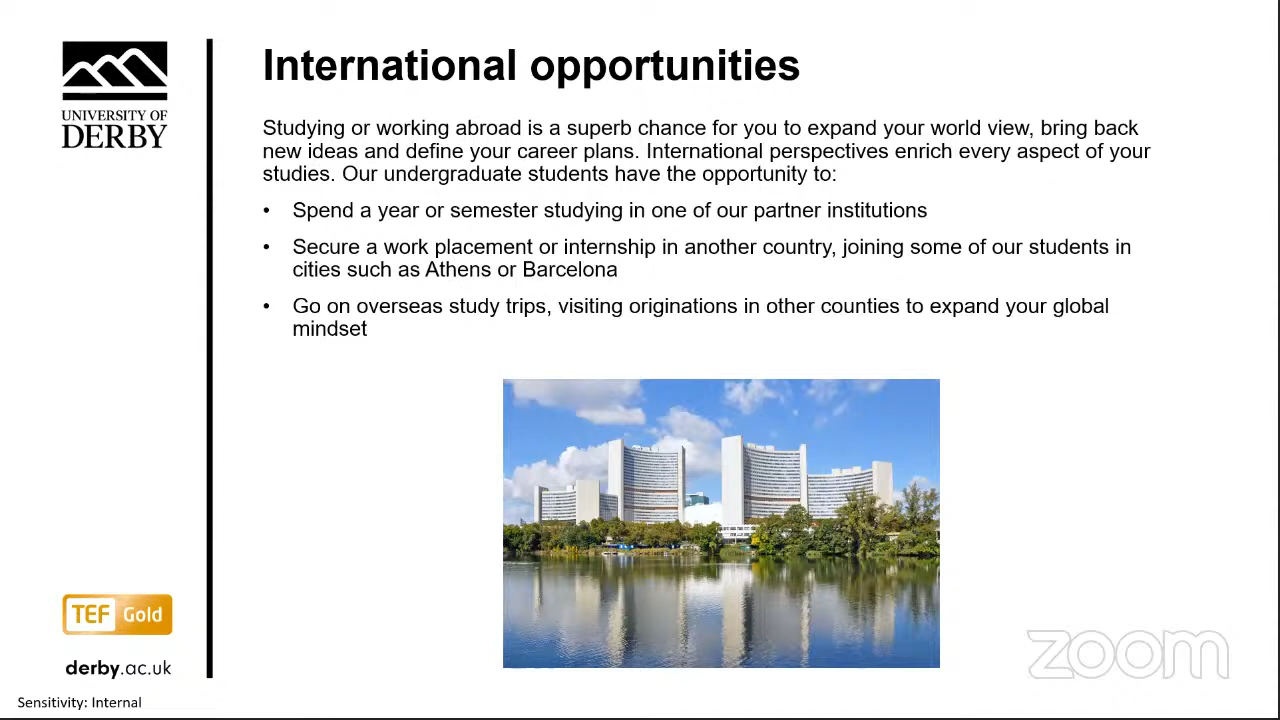 UNIVERSITY OF
DERBY
International opportunities
Studying or working abroad is a superb chance for you to expand your world view, bring back
new ideas and define your career plans. International perspectives enrich every aspect of your
studies. Our undergraduate students have the opportunity to:
• Spend a year or semester studying in one of our partner institutions
• Secure a work placement or internship in another country, joining some of our students in
cities such as Athens or Barcelona
• Go on overseas study trips, visiting originations in other counties to expand your global
mindset
TEF Gold
derby.ac.uk
zoom
Sensitivity: Internal